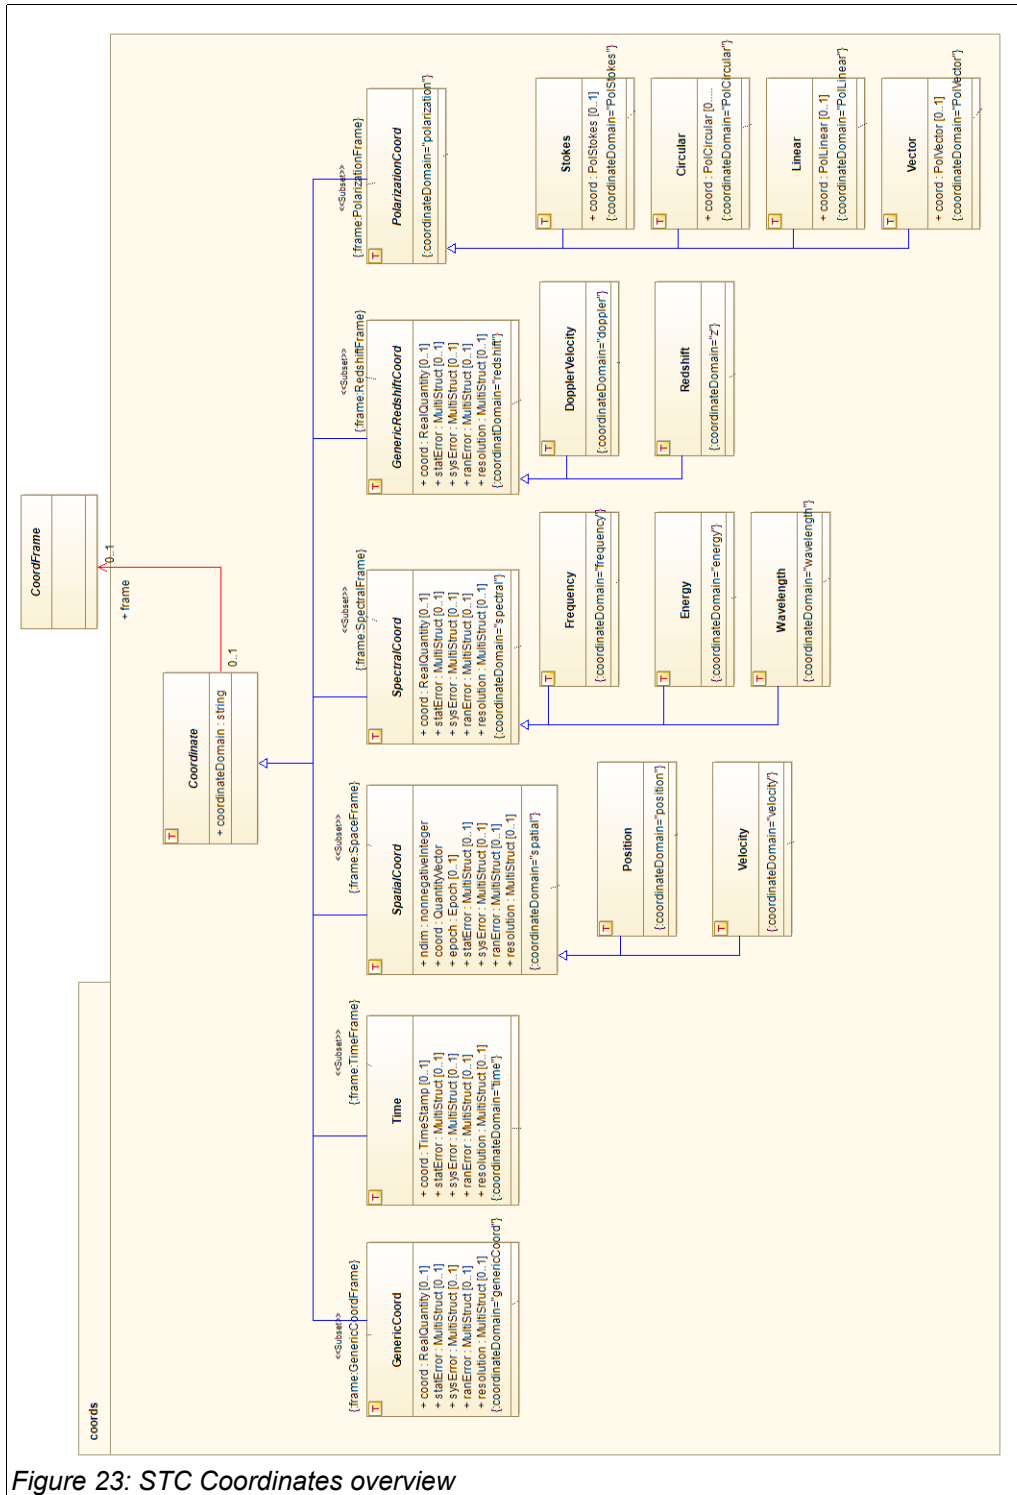 coords
CoordFrame
+ frame
0..1
0..1
T
Coordinate
+ coordinateDomain : string
<<Subset>>
{:frame:GenericCoordFrame}
T
GenericCoord
+ coord : RealQuantity [0..1]
+ statError : MultiStruct [0..1]
+ sysError : MultiStruct [0..1]
+ ranError : MultiStruct [0..1]
+ resolution : MultiStruct [0..1]
{:coordinateDomain="genericCoord"}
<<Subset>>
{:frame:TimeFrame}
T
Time
+ coord : TimeStamp [0..1]
+ statError : MultiStruct [0..1]
+ sysError : MultiStruct [0..1]
+ ranError : MultiStruct [0..1]
+ resolution : MultiStruct [0..1]
{:coordinateDomain="time"}
<<Subset>>
{:frame:SpaceFrame}
T
SpatialCoord
+ ndim : nonnegativeInteger
+ coord : QuantityVector
+ epoch : Epoch [0..1]
+ statError : MultiStruct [0..1]
+ sysError : MultiStruct [0..1]
+ ranError : MultiStruct [0..1]
+ resolution : MultiStruct [0..1]
{:coordinateDomain="spatial"}
T
Position
{:coordinateDomain="position"}
T
Velocity
{:coordinateDomain="velocity"}
<<Subset>>
{:frame:SpectralFrame}
T
SpectralCoord
+ coord : RealQuantity [0..1]
+ statError : MultiStruct [0..1]
+ sysError : MultiStruct [0..1]
+ ranError : MultiStruct [0..1]
+ resolution : MultiStruct [0..1]
{:coordinateDomain="spectral"}
T
Frequency
{:coordinateDomain="frequency"}
T
Energy
{:coordinateDomain="energy"}
T
Wavelength
{:coordinateDomain="wavelength"}
<<Subset>>
{:frame:RedshiftFrame}
T
GenericRedshiftCoord
+ coord : RealQuantity [0..1]
+ statError : MultiStruct [0..1]
+ sysError : MultiStruct [0..1]
+ ranError : MultiStruct [0..1]
+ resolution : MultiStruct [0..1]
{:coordinatDomain="redshift"}
T
DopplerVelocity
{:coordinateDomain="doppler"}
T
Redshift
{:coordinateDomain="z"}
<<Subset>>
{:frame:PolarizationFrame}
T
PolarizationCoord
{:coordinateDomain="polarization"}
T
Stokes
+ coord : PolStokes [0..1]
{:coordinateDomain="PolStokes"}
T
Circular
+ coord : PolCircular [0.....
{:coordinateDomain="PolCircular"}
T
Linear
+ coord : PolLinear [0..1]
{:coordinateDomain="PolLinear"}
T
Vector
+ coord : PolVector [0..1]
{:coordinateDomain="PolVector"}
Figure 23: STC Coordinates overview